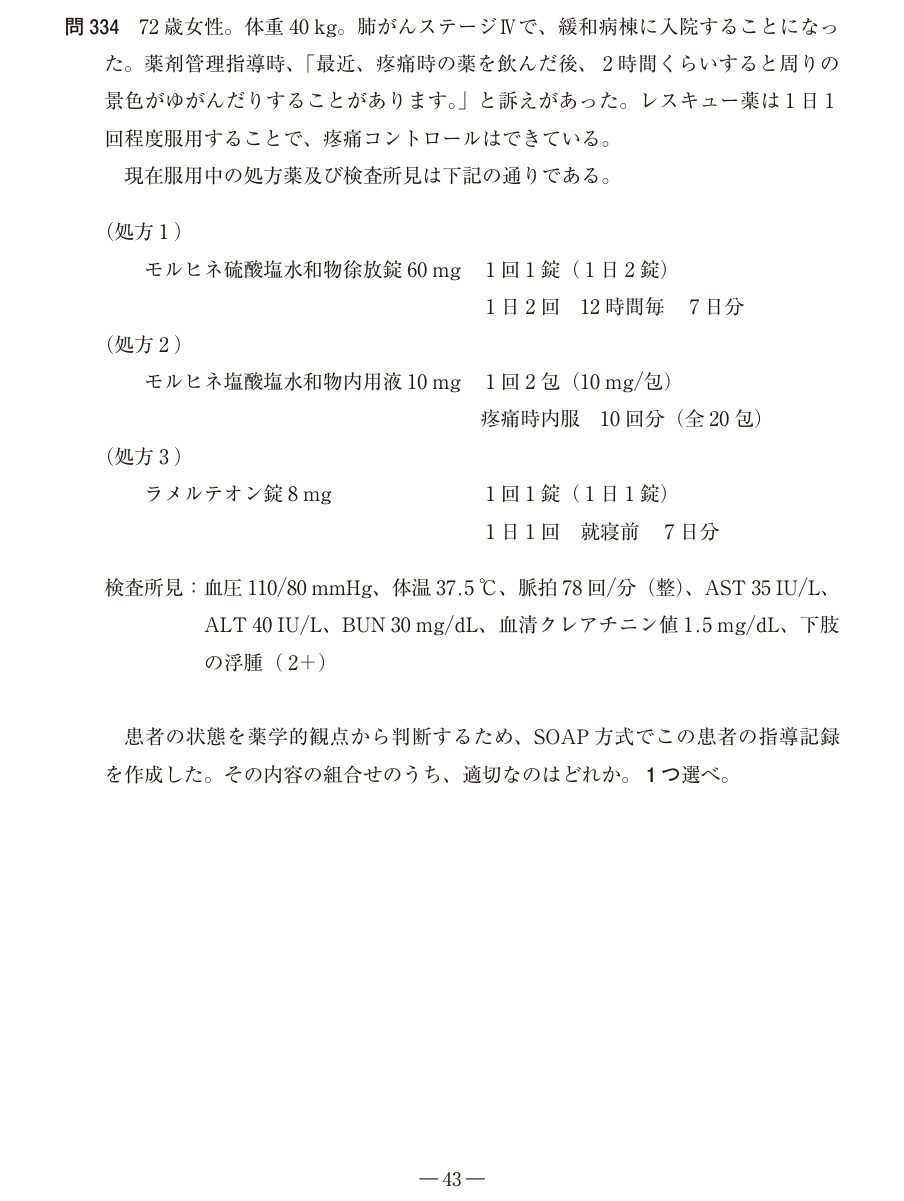 問 334 72 歳女性。体重 40 kg。肺がんステージⅣで、緩和病棟に入院することになっ
た。薬剤管理指導時、「最近、疼痛時の薬を飲んだ後、2時間くらいすると周りの
景色がゆがんだりすることがあります。」と訴えがあった。レスキュー薬は1日1
回程度服用することで、疼痛コントロールはできている。
現在服用中の処方薬及び検査所見は下記の通りである。
(処方1)
モルヒネ硫酸塩水和物徐放錠 60 mg 1回1錠(1日2錠)
1日2回 12 時間毎 7日分
(処方2)
モルヒネ塩酸塩水和物内用液 10 mg 1回2包(10 mg/包)
疼痛時内服 10 回分(全 20 包)
(処方3)
ラメルテオン錠8 mg 1回1錠(1日1錠)
1日1回 就寝前 7日分
検査所見:血圧 110/80 mmHg、体温 37.5 ℃、脈拍 78 回/分(整)、AST 35 IU/L、
ALT 40 IU/L、BUN 30 mg/dL、血清クレアチニン値 1.5 mg/dL、下肢
の浮腫(2+)
患者の状態を薬学的観点から判断するため、SOAP 方式でこの患者の指導記録
を作成した。その内容の組合せのうち、適切なのはどれか。1つ選べ。
― 43 ―